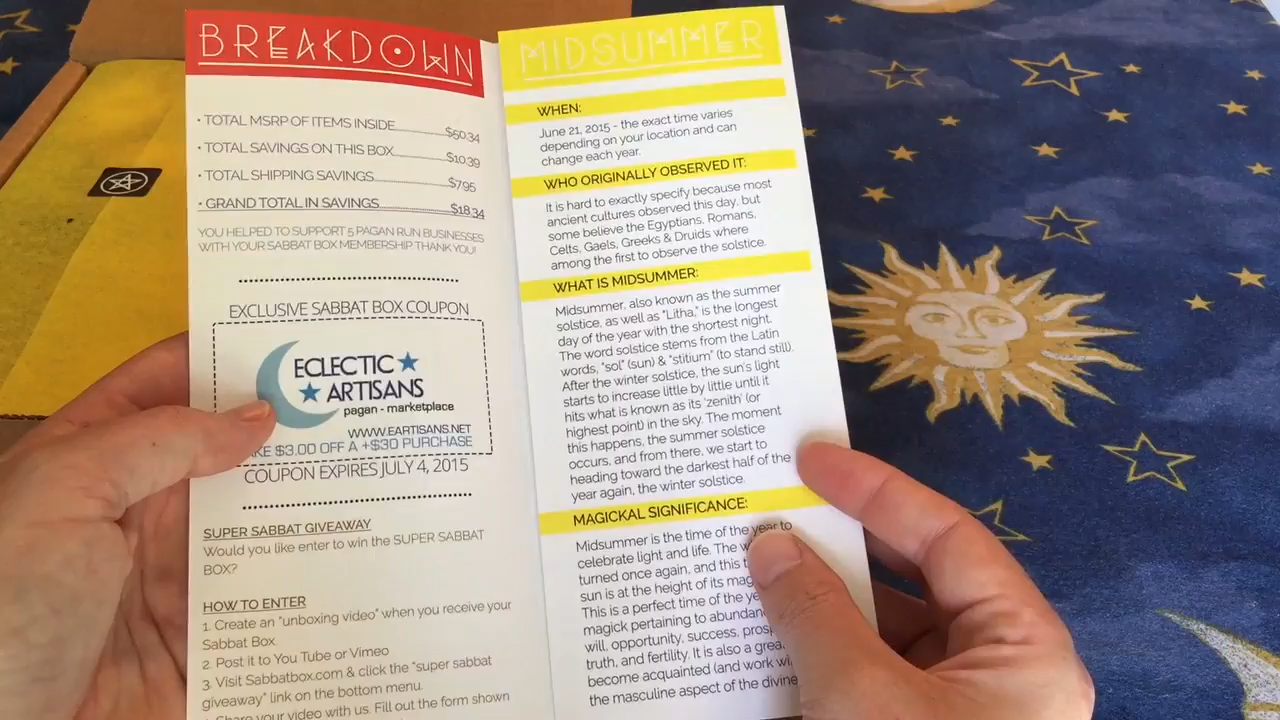 BREAKDOWN
• TOTAL MSRP OF ITEMS INSIDE $50.34
• TOTAL SAVINGS ON THIS BOX $10.39
• TOTAL SHIPPING SAVINGS $7.95
• GRAND TOTAL IN SAVINGS $18.34
YOU HELPED TO SUPPORT 5 PAGAN RUN BUSINESSES
WITH YOUR SABBAT BOX MEMBERSHIP THANK YOU!
EXCLUSIVE SABBAT BOX COUPON
ECLECTIC
ARTISANS
pagan - marketplace
WWW.EARTISANS.NET
$3.00 OFF A +$30 PURCHASE
COUPON EXPIRES JULY 4, 2015
SUPER SABBAT GIVEAWAY
Would you like enter to win the SUPER SABBAT
BOX?
HOW TO ENTER
1. Create an "unboxing video" when you receive your
Sabbat Box.
2. Post it to You Tube or Vimeo
3. Visit Sabbatbox.com & click the "super sabbat
giveaway" link on the bottom menu.
Share your video with us. Fill out the form shown
MIDSUMMER
WHEN:
June 21, 2015 - the exact time varies
depending on your location and can
change each year.
WHO ORIGINALLY OBSERVED IT:
It is hard to exactly specify because most
ancient cultures observed this day, but
some believe the Egyptians, Romans,
Celts, Gaels, Greeks & Druids where
among the first to observe the solstice.
WHAT IS MIDSUMMER:
Midsummer, also known as the summer
solstice, as well as "Litha," is the longest
day of the year with the shortest night.
The word solstice stems from the Latin
words, "sol" (sun) & "stitium" (to stand still).
After the winter solstice, the sun's light
starts to increase little by little until it
hits what is known as its 'zenith' (or
highest point) in the sky. The moment
this happens, the summer solstice
occurs, and from there, we start to
heading toward the darkest half of the
year again, the winter solstice.
MAGICKAL SIGNIFICANCE:
Midsummer is the time of the year to
celebrate light and life. The
turned once again, and this
sun is at the height of its
This is a perfect time of the
magick pertaining to
will, opportunity, success,
truth, and fertility. It is also a
become acquainted (and work
the masculine aspect of the divine